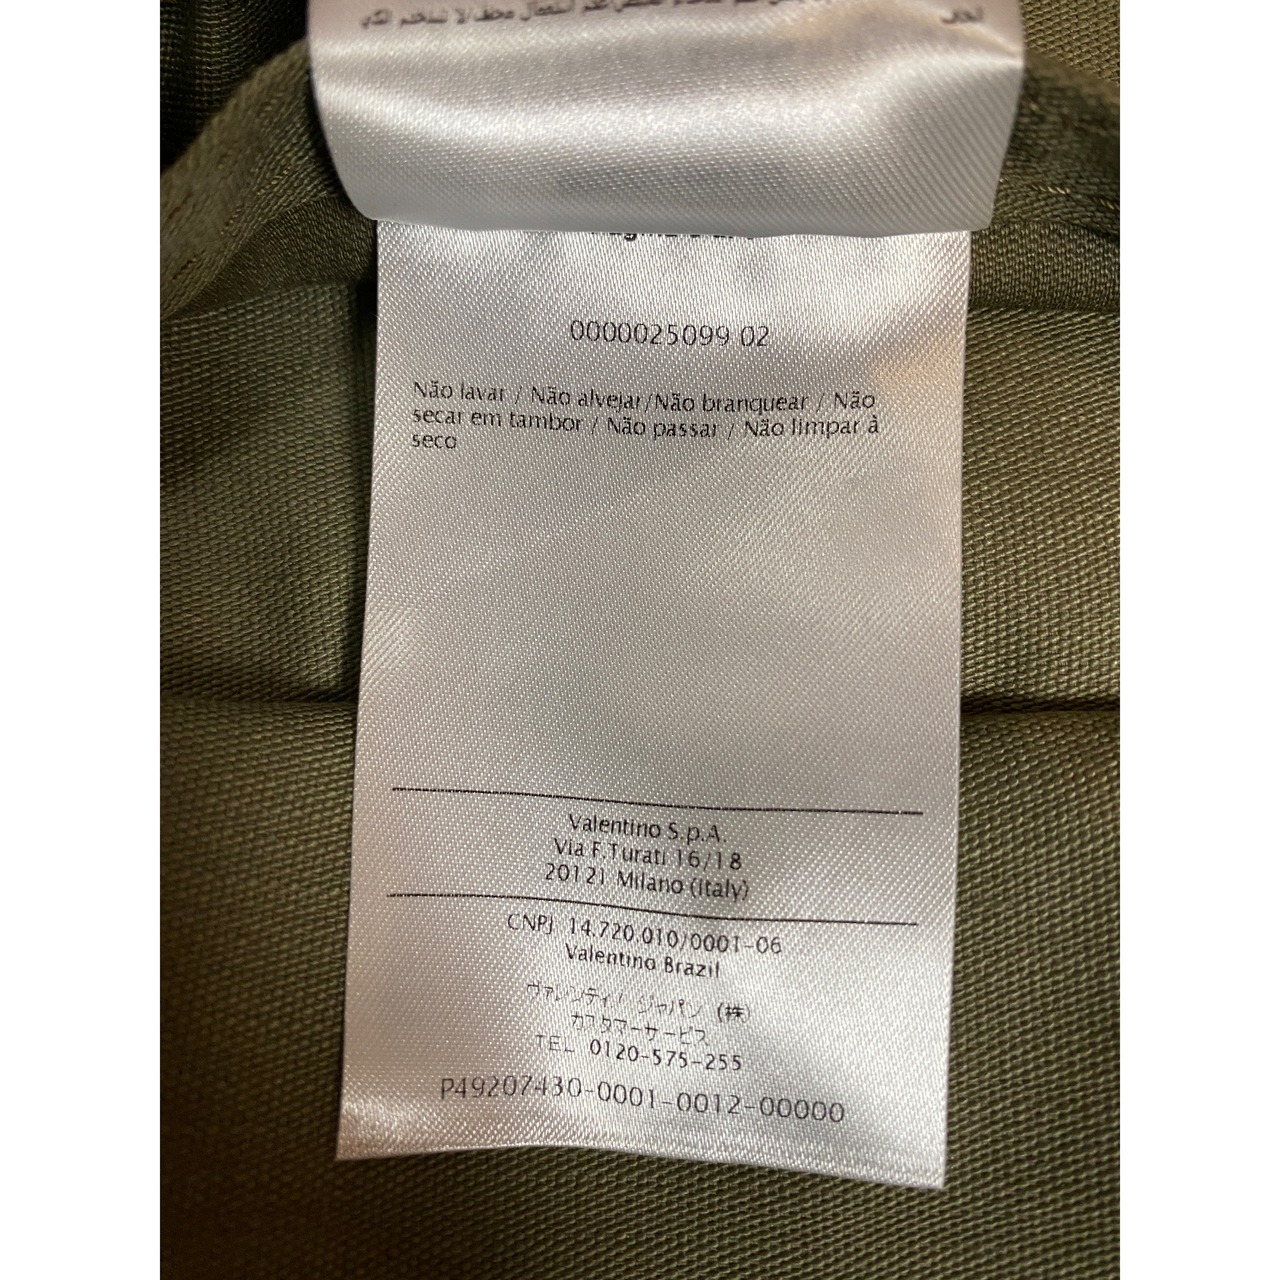 0000025099 02
Não lavar / Não alvejar/Não branquear / Não
secar em tambor / Não passar / Não limpar à
seco
Valentino S.p.A.
Via F.Turati 16/18
20121 Milano (Italy)
CNPJ 14.720.010/0001-06
Valentino Brazil
ヴァレンティノ ジャパン (株)
カスタマーサービス
TEL 0120-575-255
P49207430-0001-0012-00000